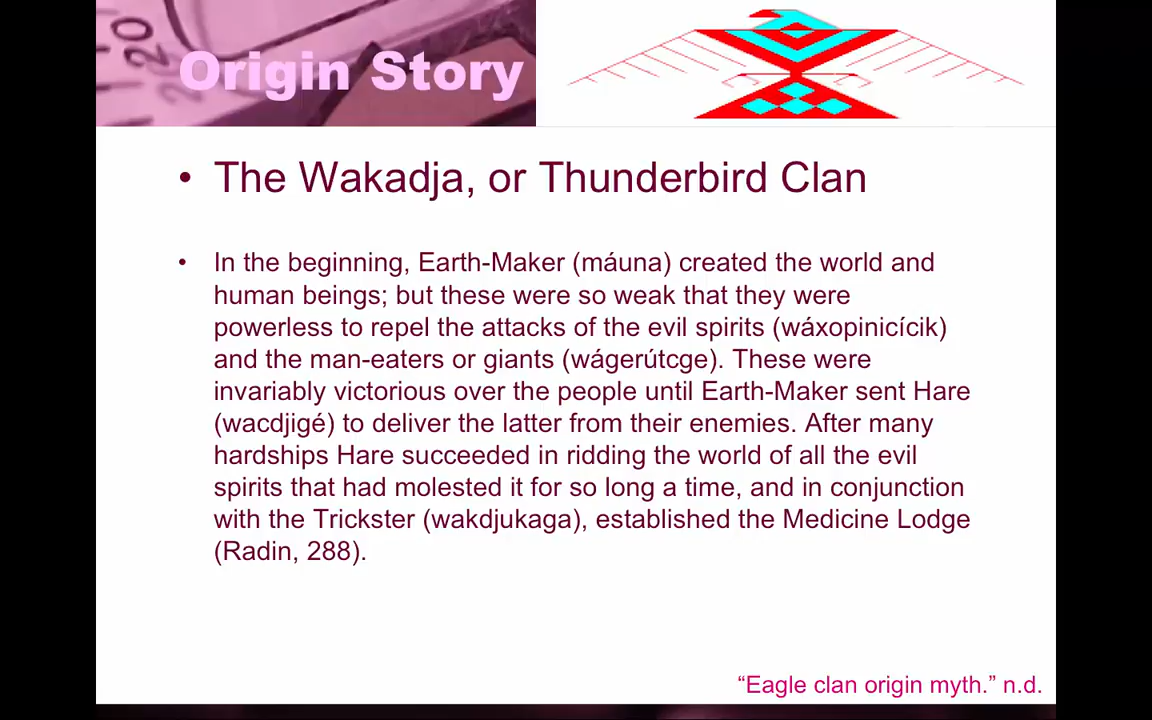 Origin Story
• The Wakadja, or Thunderbird Clan
• In the beginning, Earth-Maker (máuna) created the world and
human beings; but these were so weak that they were
powerless to repel the attacks of the evil spirits (wáxopinicícik)
and the man-eaters or giants (wágerútcge). These were
invariably victorious over the people until Earth-Maker sent Hare
(wacdjigé) to deliver the latter from their enemies. After many
hardships Hare succeeded in ridding the world of all the evil
spirits that had molested it for so long a time, and in conjunction
with the Trickster (wakdjukaga), established the Medicine Lodge
(Radin, 288).
“Eagle clan origin myth.” n.d.